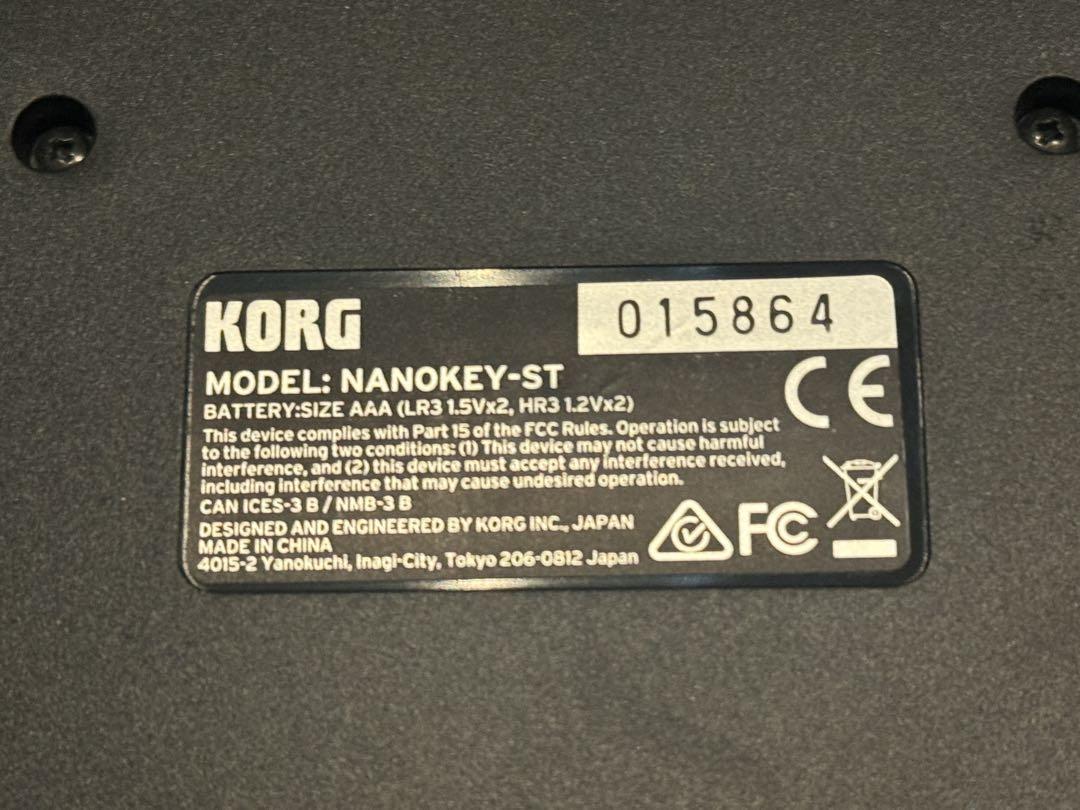 KORG
015864
MODEL: NANOKEY-ST
BATTERY:SIZE AAA (LR3 1.5Vx2, HR3 1.2Vx2)
This device complies with Part 15 of the FCC Rules. Operation is subject
to the following two conditions: (1) This device may not cause harmful
interference, and (2) this device must accept any interference received,
including interference that may cause undesired operation.
CAN ICES-3 B / NMB-3 B
DESIGNED AND ENGINEERED BY KORG INC., JAPAN
MADE IN CHINA
4015-2 Yanokuchi, Inagi-City, Tokyo 206-0812 Japan
CE
FC